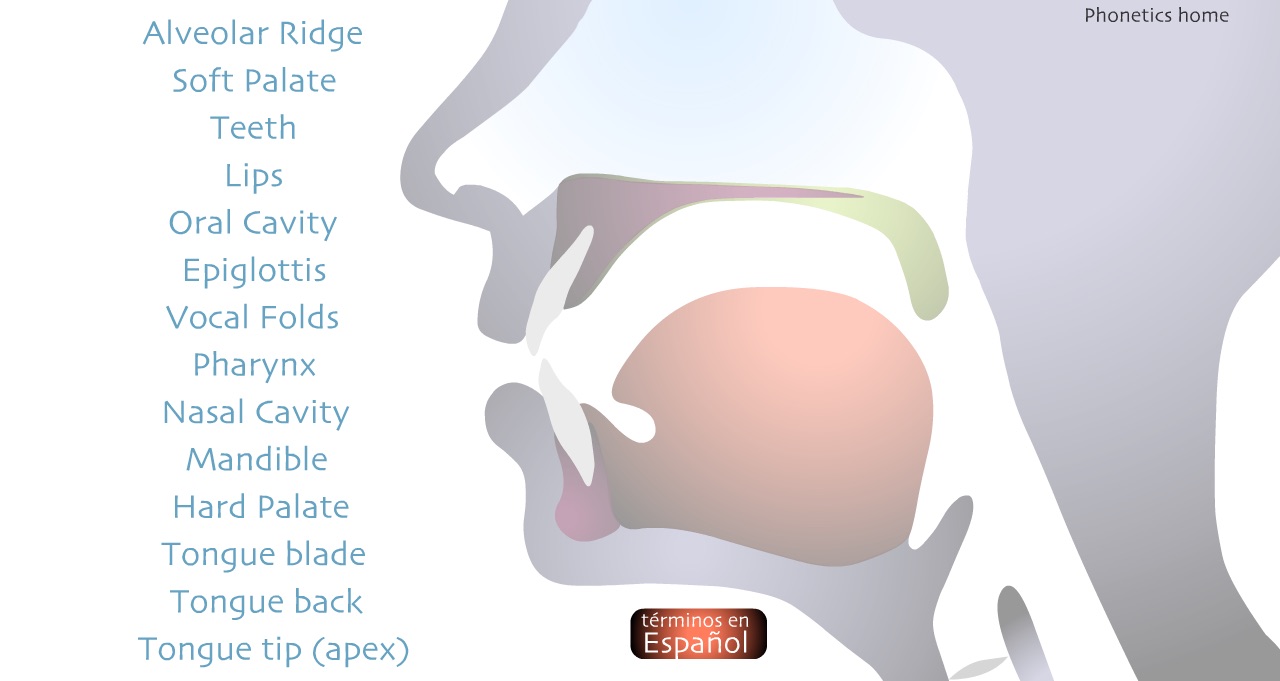 Phonetics home
Alveolar Ridge
Soft Palate
Teeth
Lips
Oral Cavity
Epiglottis
Vocal Folds
Pharynx
Nasal Cavity
Mandible
Hard Palate
Tongue blade
Tongue back
Tongue tip (apex)
términos en
Español